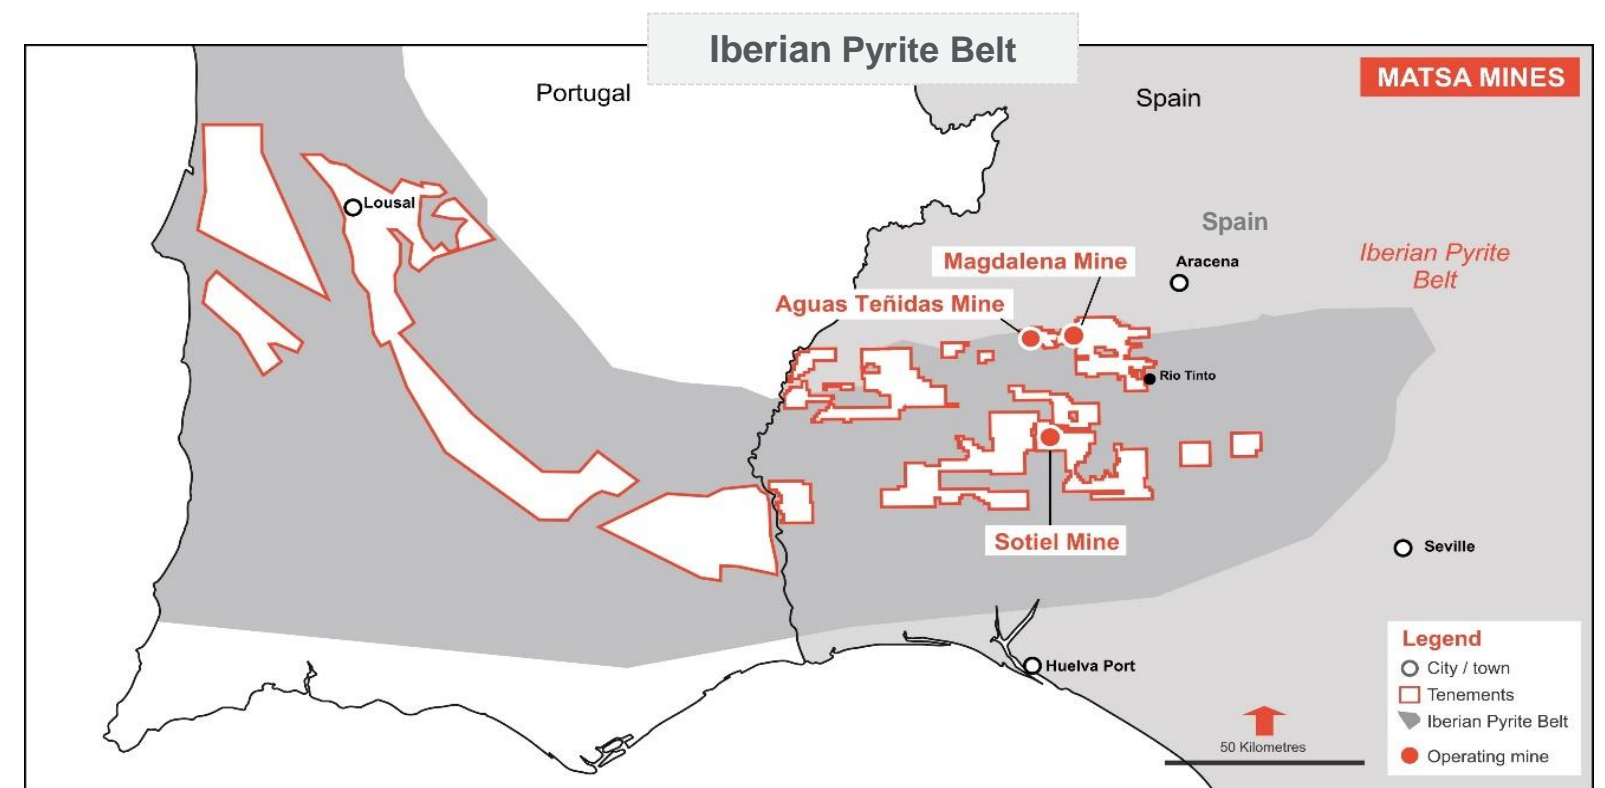 Iberian Pyrite Belt
MATSA MINES
Portugal
Spain
Lousal
Spain
Iberian Pyrite
Belt
Magdalena Mine
Aracena
Aguas Teñidas Mine
Rio Tinto
Sotiel Mine
Seville
Huelva Port
50 Kilometres
Legend
City / town
Tenements
Iberian Pyrite Belt
Operating mine